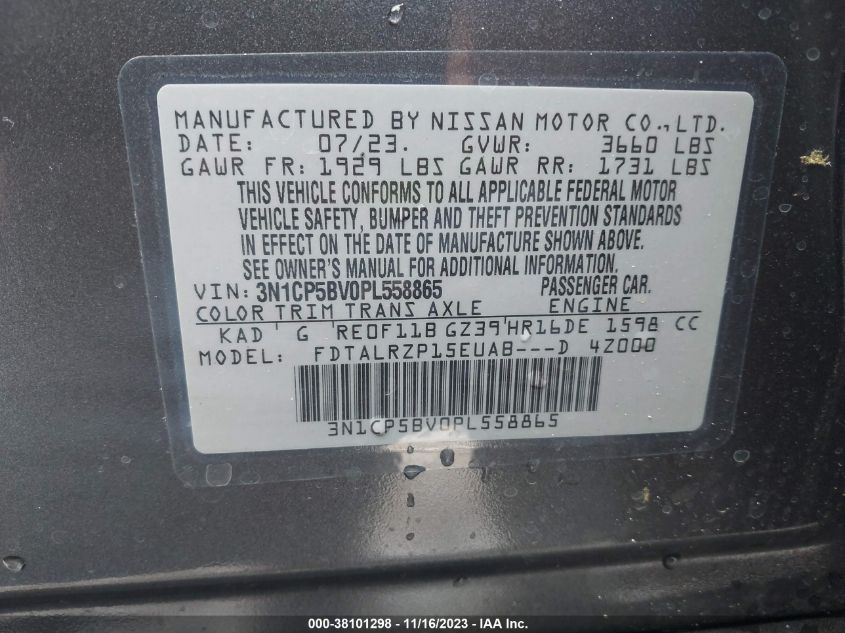 MANUFACTURED BY NISSAN MOTOR CO., LTD.
DATE: 07/23. GVWR: 3660 LBS
GAWR FR: 1929 LBS GAWR RR: 1731 LBS
THIS VEHICLE CONFORMS TO ALL APPLICABLE FEDERAL MOTOR
VEHICLE SAFETY, BUMPER AND THEFT PREVENTION STANDARDS
IN EFFECT ON THE DATE OF MANUFACTURE SHOWN ABOVE.
SEE OWNER'S MANUAL FOR ADDITIONAL INFORMATION.
VIN: 3N1CP5BV0PL558865 PASSENGER CAR.
COLOR TRIM TRANS AXLE ENGINE
KAD G RE0F11B GZ39 HR16DE 1598 CC
MODEL: FDTALRZP15EUAB---D 4Z000
3N1CP5BV0PL558865
000-38101298 - 11/16/2023 - IAA Inc.